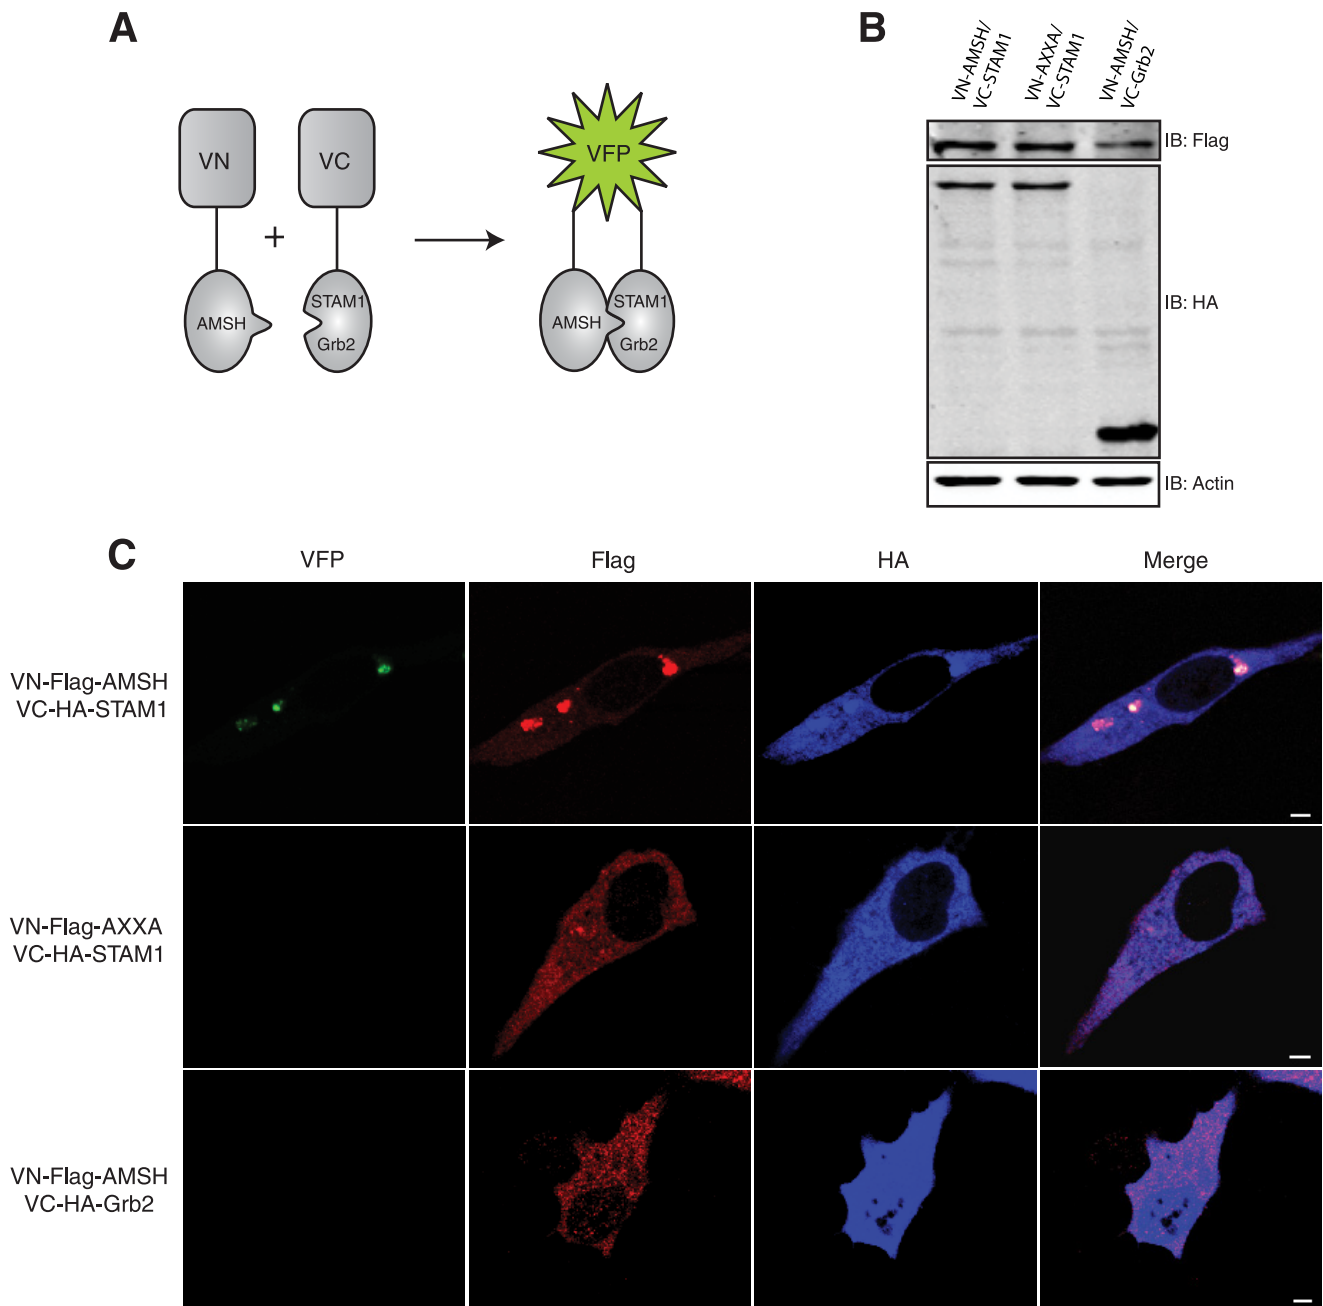 A
VN
VC
+
AMSH
STAM1
Grb2
VFP
AMSH
STAM1
Grb2
B
VN-AMSH/
VC-STAM1
VN-AXXA/
VC-STAM1
VN-AMSH/
VC-Grb2
IB: Flag
IB: HA
IB: Actin
C
VFP
Flag
HA
Merge
VN-Flag-AMSH
VC-HA-STAM1
VN-Flag-AXXA
VC-HA-STAM1
VN-Flag-AMSH
VC-HA-Grb2